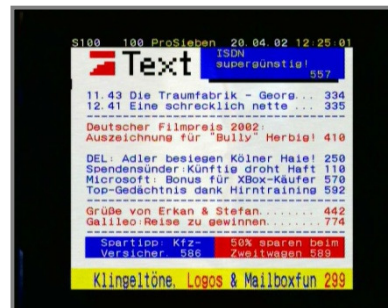 S100 100 ProSieben 20.04.02 12:25:01
Text
ISDN
supergünstig!
557
11.43 Die Traumfabrik - Georg... 334
12.41 Eine schrecklich nette ... 335
Deutscher Filmpreis 2002:
Auszeichnung für "Bully" Herbig! 410
DEL: Adler besiegen Kölner Haie! 250
Spendensünder:Künftig droht Haft 110
Microsoft: Bonus für XBox-Käufer 570
Top-Gedächtnis dank Hirntraining 592
Grüße von Erkan & Stefan........ 442
Galileo:Reise zu gewinnen....... 774
Spartipp: Kfz- 50% sparen beim
Versicher. 586 Zweitwagen 589
Klingeltöne, Logos & Mailboxfun 299